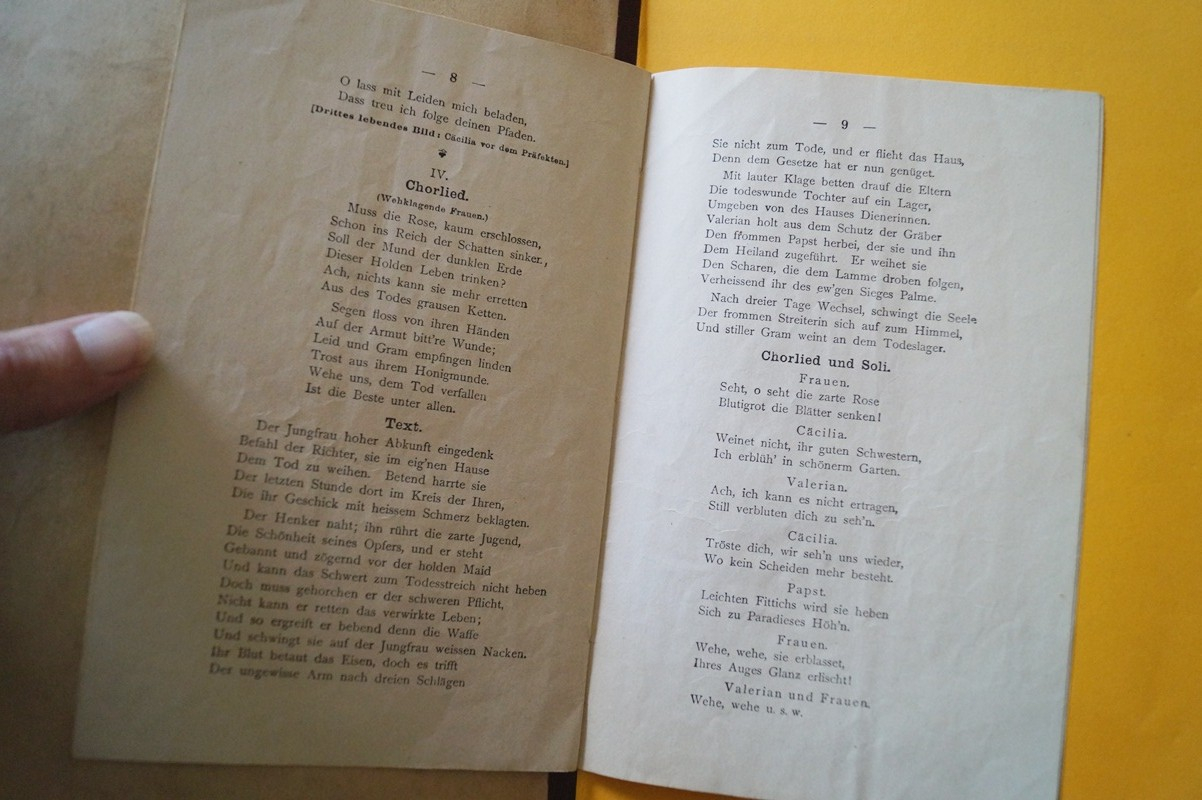 — 8 —
O lass mit Leiden mich beladen,
Dass treu ich folge deinen Pfaden.
[Drittes lebendes Bild: Cäcilia vor dem Präfekten.]
IV.
Chorlied.
(Wehklagende Frauen.)
Muss die Rose, kaum erschlossen,
Schon ins Reich der Schatten sinken,
Soll der Mund der dunklen Erde
Dieser Holden Leben trinken?
Ach, nichts kann sie mehr erretten
Aus des Todes grausen Ketten.
Segen floss von ihren Händen
Auf der Armut bitt're Wunde;
Leid und Gram empfingen linden
Trost aus ihrem Honigmunde.
Wehe uns, dem Tod verfallen
Ist die Beste unter allen.
Text.
Der Jungfrau hoher Abkunft eingedenk
Befahl der Richter, sie im eig'nen Hause
Dem Tod zu weihen. Betend harrte sie
Der letzten Stunde dort im Kreis der Ihren,
Die ihr Geschick mit heissem Schmerz beklagten.
Der Henker naht; ihn rührt die zarte Jugend,
Die Schönheit seines Opfers, und er steht
Gebannt und zögernd vor der holden Maid
Und kann das Schwert zum Todesstreich nicht heben
Doch muss gehorchen er der schweren Pflicht,
Nicht kann er retten das verwirkte Leben;
Und so ergreift er bebend denn die Waffe
Und schwingt sie auf der Jungfrau weissen Nacken.
Ihr Blut betaut das Eisen, doch es trifft
Der ungewisse Arm nach dreien Schlägen
— 9 —
Sie nicht zum Tode, und er flieht das Haus,
Denn dem Gesetze hat er nun genüget.
Mit lauter Klage betten drauf die Eltern
Die todeswunde Tochter auf ein Lager,
Umgeben von des Hauses Dienerinnen.
Valerian holt aus dem Schutz der Gräber
Den frommen Papst herbei, der sie und ihn
Dem Heiland zugeführt. Er weihet sie
Den Scharen, die dem Lamme droben folgen,
Verheissend ihr des ew'gen Sieges Palme.
Nach dreier Tage Wechsel, schwingt die Seele
Der frommen Streiterin sich auf zum Himmel,
Und stiller Gram weint an dem Todeslager.
Chorlied und Soli.
Frauen.
Seht, o seht die zarte Rose
Blutigrot die Blätter senken!
Cäcilia.
Weinet nicht, ihr guten Schwestern,
Ich erblüh' in schönerm Garten.
Valerian.
Ach, ich kann es nicht ertragen,
Still verbluten dich zu seh'n.
Cäcilia.
Tröste dich, wir seh'n uns wieder,
Wo kein Scheiden mehr besteht.
Papst.
Leichten Fittichs wird sie heben
Sich zu Paradieses Höh'n.
Frauen.
Wehe, wehe, sie erblasset,
Ihres Auges Glanz erlischt!
Valerian und Frauen.
Wehe, wehe u. s. w.